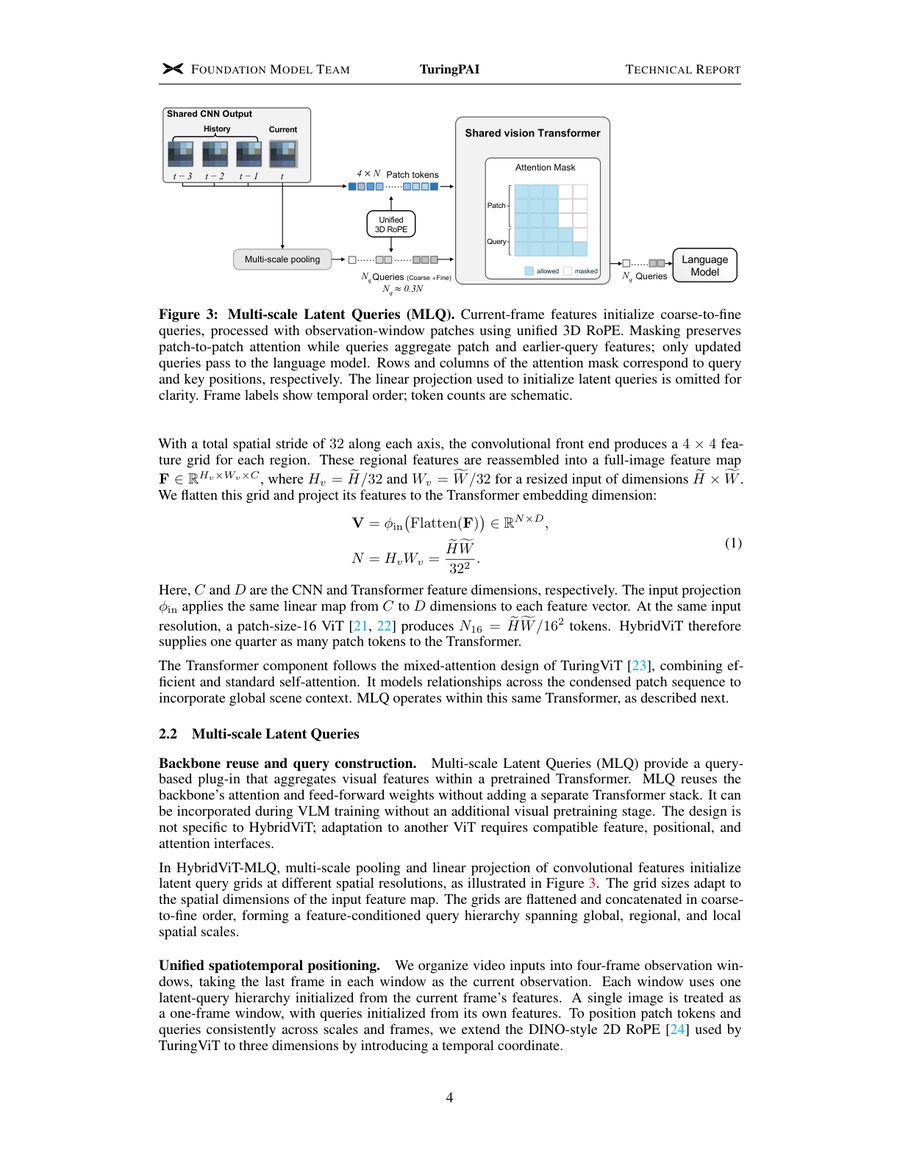 FOUNDATION MODEL TEAM TuringPAI TECHNICAL REPORT
Shared CNN Output
History Current
t − 3 t − 2 t − 1 t
Multi-scale pooling
4 × N Patch tokens
Unified
3D RoPE
N_q Queries (Coarse → Fine)
N_q ≈ 0.3N
Shared vision Transformer
Attention Mask
Patch
Query
allowed masked
N_q Queries
Language
Model
Figure 3: Multi-scale Latent Queries (MLQ). Current-frame features initialize coarse-to-fine
queries, processed with observation-window patches using unified 3D RoPE. Masking preserves
patch-to-patch attention while queries aggregate patch and earlier-query features; only updated
queries pass to the language model. Rows and columns of the attention mask correspond to query
and key positions, respectively. The linear projection used to initialize latent queries is omitted for
clarity. Frame labels show temporal order; token counts are schematic.
With a total spatial stride of 32 along each axis, the convolutional front end produces a 4 × 4 fea-
ture grid for each region. These regional features are reassembled into a full-image feature map
F ∈ ℝ^{H_v×W_v×C}, where H_v = H̃/32 and W_v = W̃/32 for a resized input of dimensions H̃ × W̃.
We flatten this grid and project its features to the Transformer embedding dimension:
V = ϕ_in(Flatten(F)) ∈ ℝ^{N×D},
N = H_vW_v = H̃W̃/32². (1)
Here, C and D are the CNN and Transformer feature dimensions, respectively. The input projection
ϕ_in applies the same linear map from C to D dimensions to each feature vector. At the same input
resolution, a patch-size-16 ViT [21, 22] produces N_16 = H̃W̃/16² tokens. HybridViT therefore
supplies one quarter as many patch tokens to the Transformer.
The Transformer component follows the mixed-attention design of TuringViT [23], combining ef-
ficient and standard self-attention. It models relationships across the condensed patch sequence to
incorporate global scene context. MLQ operates within this same Transformer, as described next.
2.2 Multi-scale Latent Queries
Backbone reuse and query construction. Multi-scale Latent Queries (MLQ) provide a query-
based plug-in that aggregates visual features within a pretrained Transformer. MLQ reuses the
backbone's attention and feed-forward weights without adding a separate Transformer stack. It can
be incorporated during VLM training without an additional visual pretraining stage. The design is
not specific to HybridViT; adaptation to another ViT requires compatible feature, positional, and
attention interfaces.
In HybridViT-MLQ, multi-scale pooling and linear projection of convolutional features initialize
latent query grids at different spatial resolutions, as illustrated in Figure 3. The grid sizes adapt to
the spatial dimensions of the input feature map. The grids are flattened and concatenated in coarse-
to-fine order, forming a feature-conditioned query hierarchy spanning global, regional, and local
spatial scales.
Unified spatiotemporal positioning. We organize video inputs into four-frame observation win-
dows, taking the last frame in each window as the current observation. Each window uses one
latent-query hierarchy initialized from the current frame's features. A single image is treated as
a one-frame window, with queries initialized from its own features. To position patch tokens and
queries consistently across scales and frames, we extend the DINO-style 2D RoPE [24] used by
TuringViT to three dimensions by introducing a temporal coordinate.
4